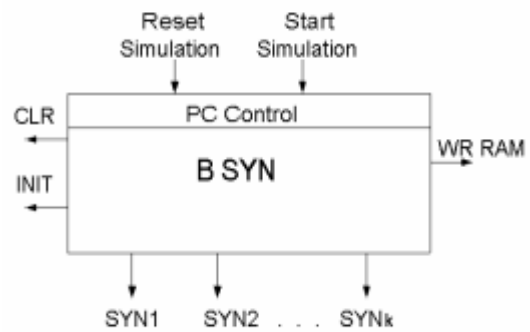 Reset Simulation
Start Simulation
PC Control
CLR
B SYN
WR RAM
INIT
SYN1 SYN2 . . . SYNk